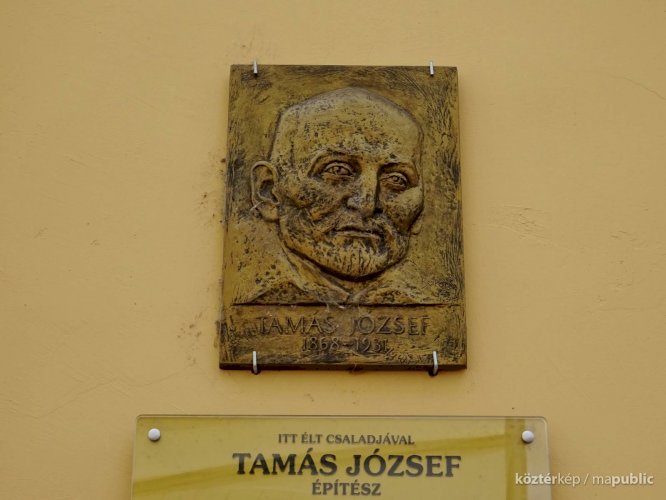 TAMÁS JÓZSEF
1868–1931
ITT ÉLT CSALADJÁVAL
TAMÁS JÓZSEF
ÉPÍTÉSZ
köztérkép / mapublic